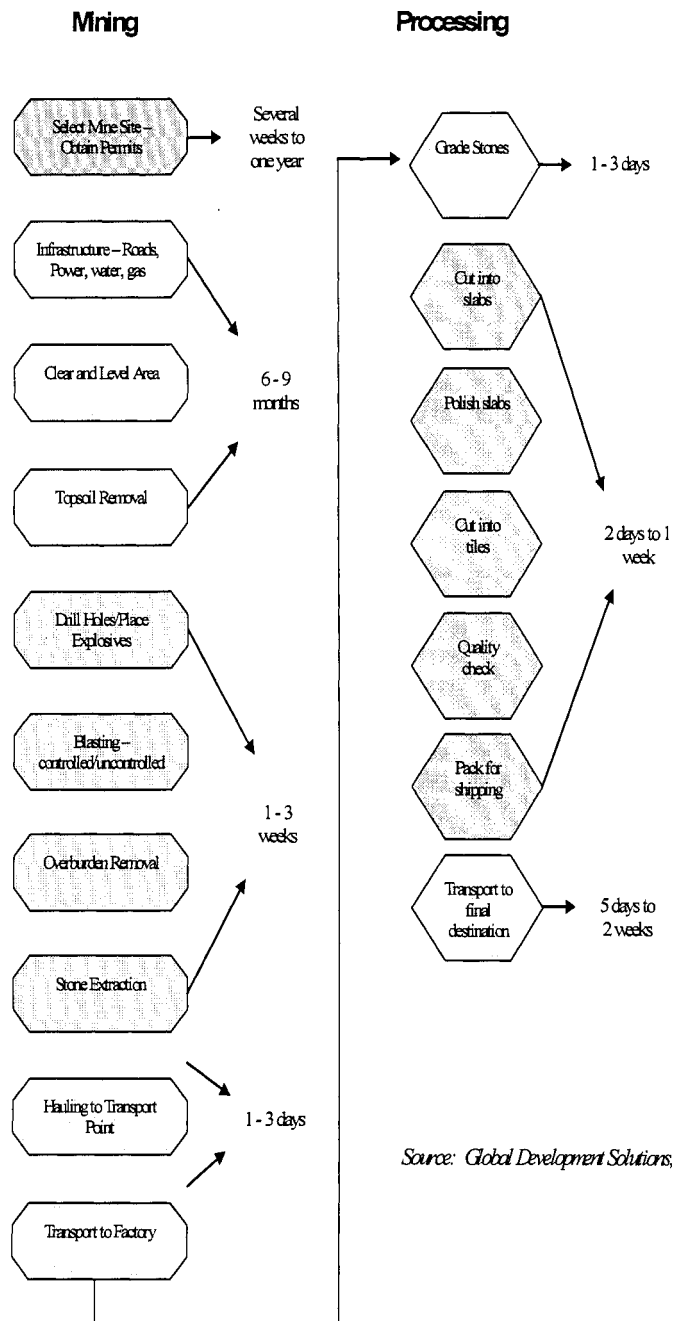 Mining
Select Mine Site –
Obtain Permits
Several
weeks to
one year
Infrastructure – Roads,
Power, water, gas
Clear and Level Area
Topsoil Removal
6 - 9
months
Drill Holes/Place
Explosives
Blasting –
controlled/uncontrolled
Overburden Removal
Stone Extraction
1 - 3
weeks
Hauling to Transport
Point
Transport to Factory
1 - 3 days
Processing
Grade Stones
1 - 3 days
Cut into
slabs
Polish slabs
Cut into
tiles
Quality
check
Pack for
shipping
2 days to 1
week
Transport to
final
destination
5 days to
2 weeks
Source: Global Development Solutions,